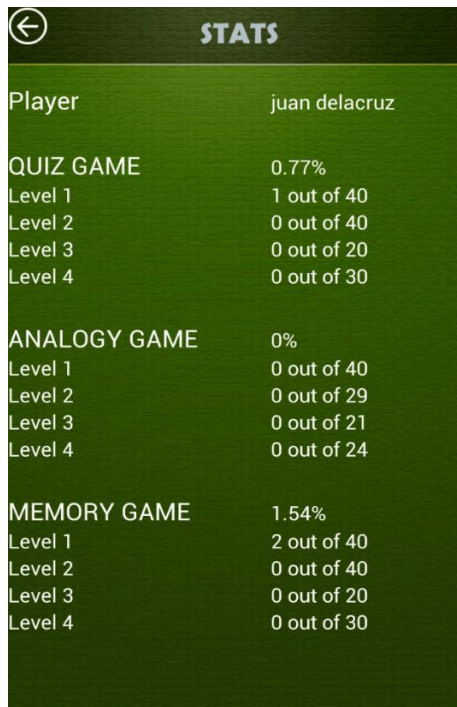 STATS
Player juan delacruz
QUIZ GAME 0.77%
Level 1 1 out of 40
Level 2 0 out of 40
Level 3 0 out of 20
Level 4 0 out of 30
ANALOGY GAME 0%
Level 1 0 out of 40
Level 2 0 out of 29
Level 3 0 out of 21
Level 4 0 out of 24
MEMORY GAME 1.54%
Level 1 2 out of 40
Level 2 0 out of 40
Level 3 0 out of 20
Level 4 0 out of 30